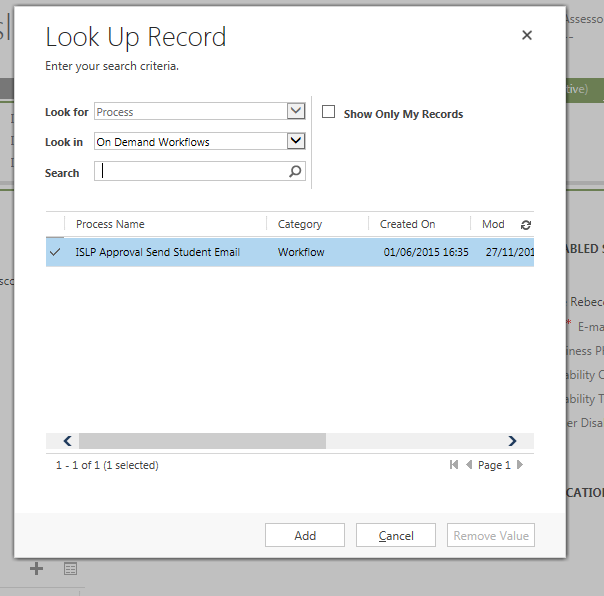 Look Up Record
Enter your search criteria.
Look for Process
Show Only My Records
Look in On Demand Workflows
Search
Process Name Category Created On Mod
ISLP Approval Send Student Email Workflow 01/06/2015 16:35 27/11/201
1 - 1 of 1 (1 selected) Page 1
Add Cancel Remove Value
Assesso
--
tive)
ABLED S
Rebec
* E-ma
iness Ph
ability C
ability T
er Disa
ICATION